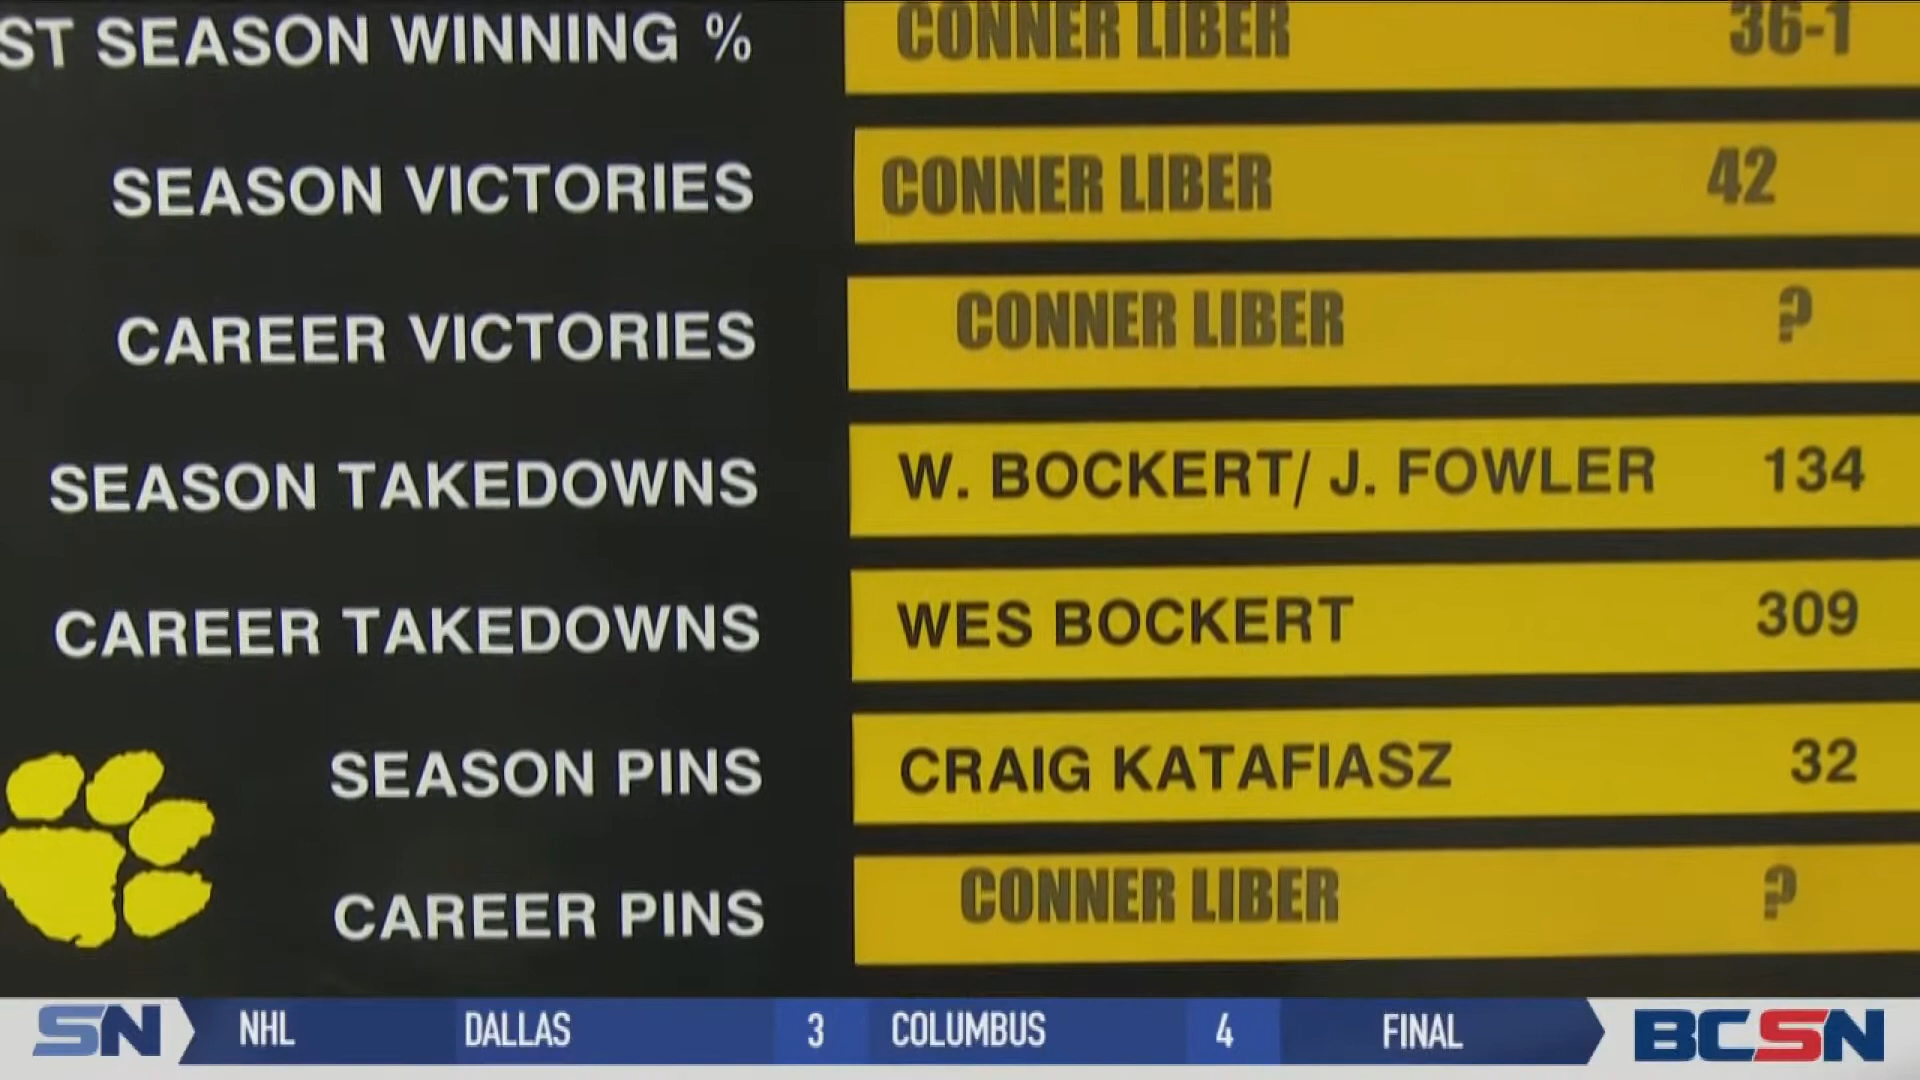 ST SEASON WINNING % CONNER LIBER 36-1
SEASON VICTORIES CONNER LIBER 42
CAREER VICTORIES CONNER LIBER ?
SEASON TAKEDOWNS W. BOCKERT/ J. FOWLER 134
CAREER TAKEDOWNS WES BOCKERT 309
SEASON PINS CRAIG KATAFIASZ 32
CAREER PINS CONNER LIBER ?
SN NHL DALLAS 3 COLUMBUS 4 FINAL BCSN